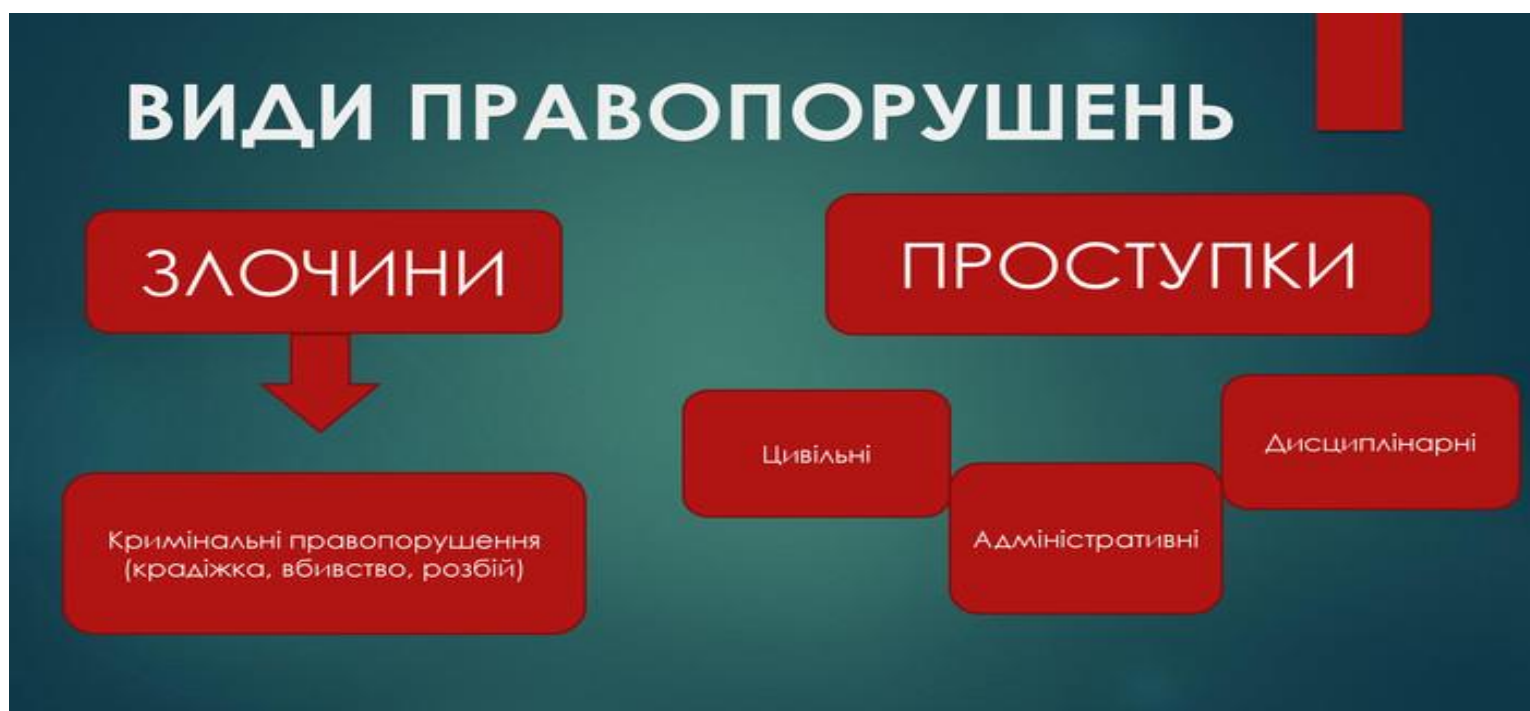 ВИДИ ПРАВОПОРУШЕНЬ
ЗЛОЧИНИ
ПРОСТУПКИ
Кримінальні правопорушення
(крадіжка, вбивство, розбій)
Цивільні
Адміністративні
Дисциплінарні